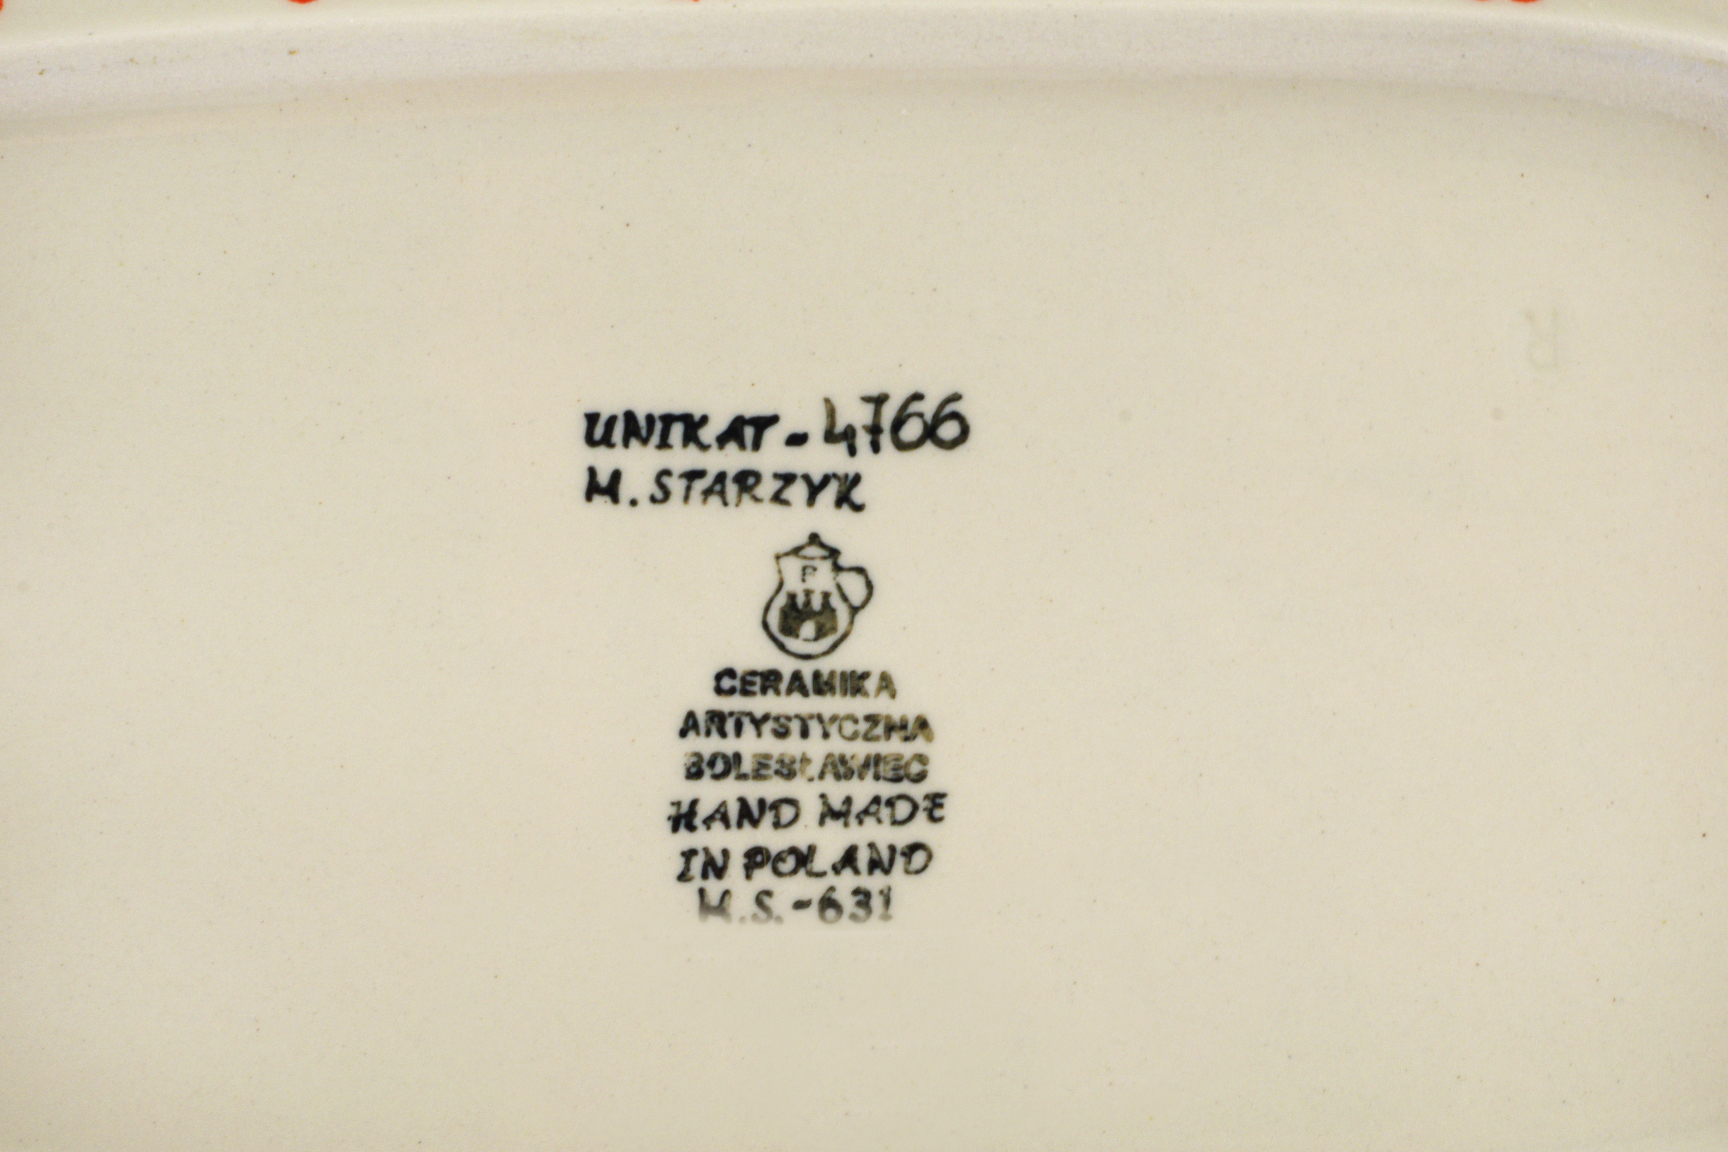 UNIKAT - 4766
M. STARZYK
P
CERAMIKA
ARTYSTYCZNA
BOLESŁAWIEC
HAND MADE
IN POLAND
M.S.-631